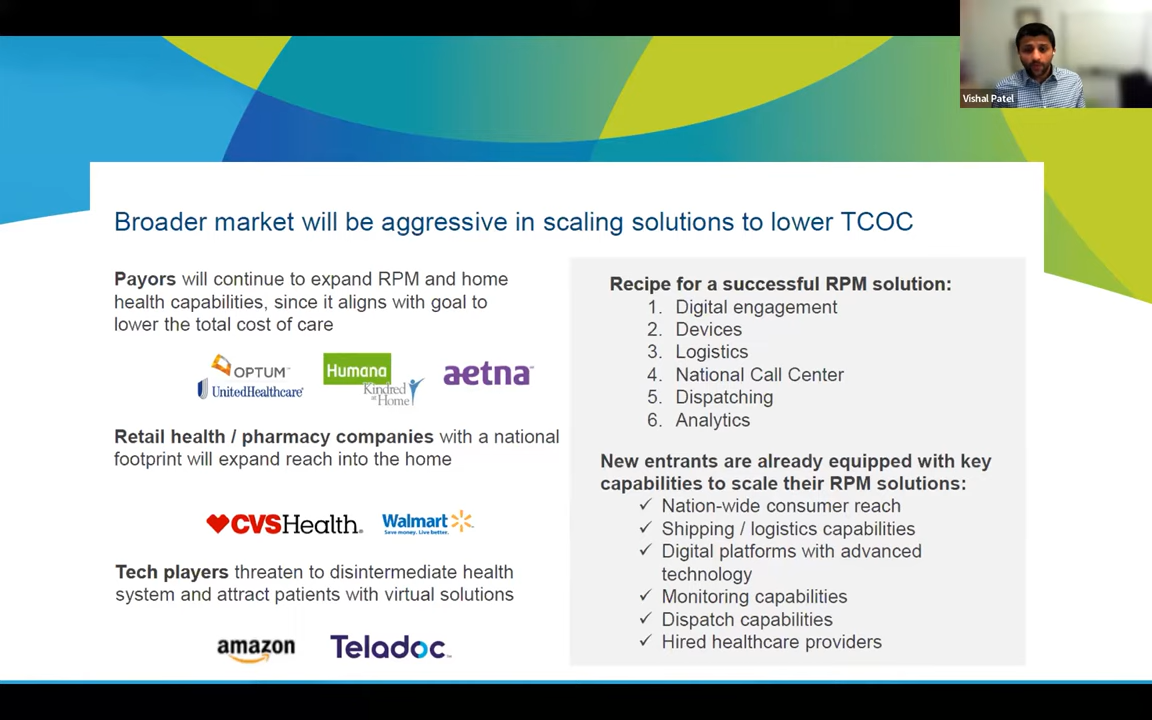 Vishal Patel
Broader market will be aggressive in scaling solutions to lower TCOC
Payors will continue to expand RPM and home
health capabilities, since it aligns with goal to
lower the total cost of care
OPTUM™
UnitedHealthcare®
Humana
Kindred
at Home
aetna™
Retail health / pharmacy companies with a national
footprint will expand reach into the home
CVSHealth®
Walmart
Save money. Live better.
Tech players threaten to disintermediate health
system and attract patients with virtual solutions
amazon
Teladoc™
Recipe for a successful RPM solution:
1. Digital engagement
2. Devices
3. Logistics
4. National Call Center
5. Dispatching
6. Analytics
New entrants are already equipped with key
capabilities to scale their RPM solutions:
✓ Nation-wide consumer reach
✓ Shipping / logistics capabilities
✓ Digital platforms with advanced
technology
✓ Monitoring capabilities
✓ Dispatch capabilities
✓ Hired healthcare providers